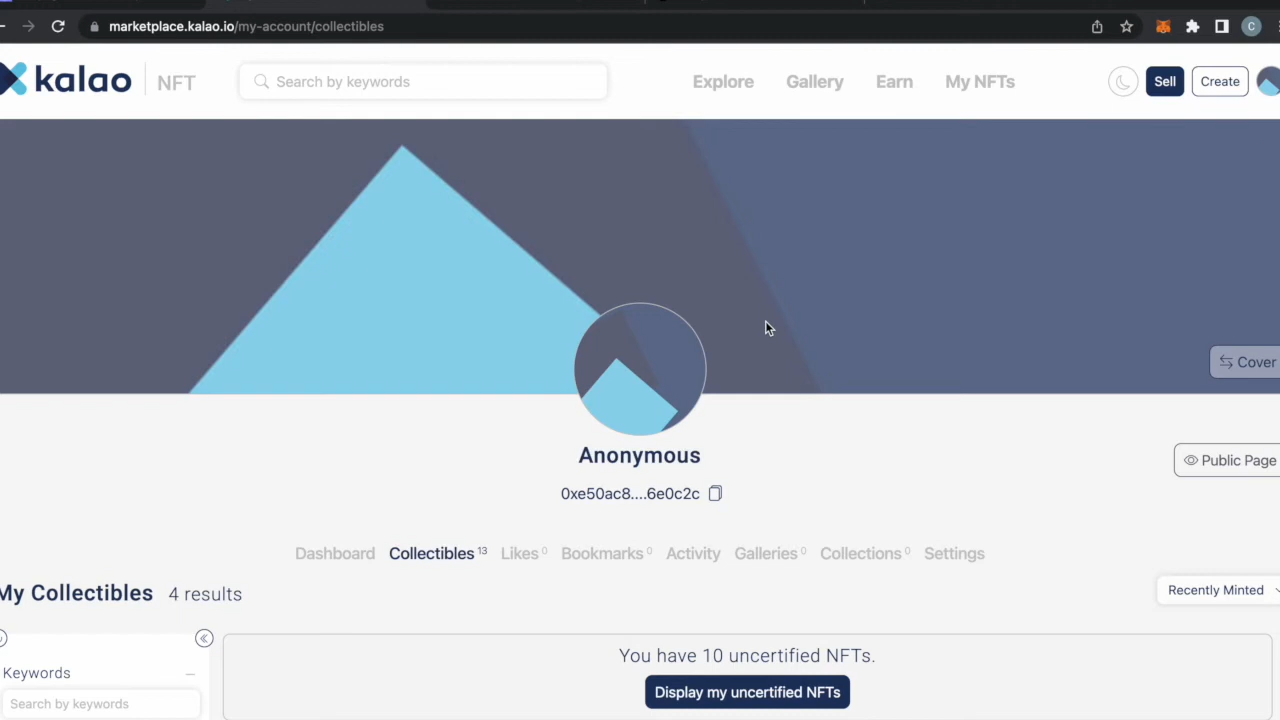 marketplace.kalao.io/my-account/collectibles
C
kalao
NFT
Search by keywords
Explore
Gallery
Earn
My NFTs
Sell
Create
Cover
Anonymous
0xe50ac8....6e0c2c
Public Page
Dashboard
Collectibles 13
Likes 0
Bookmarks 0
Activity
Galleries 0
Collections 0
Settings
My Collectibles
4 results
Recently Minted
Keywords
Search by keywords
You have 10 uncertified NFTs.
Display my uncertified NFTs